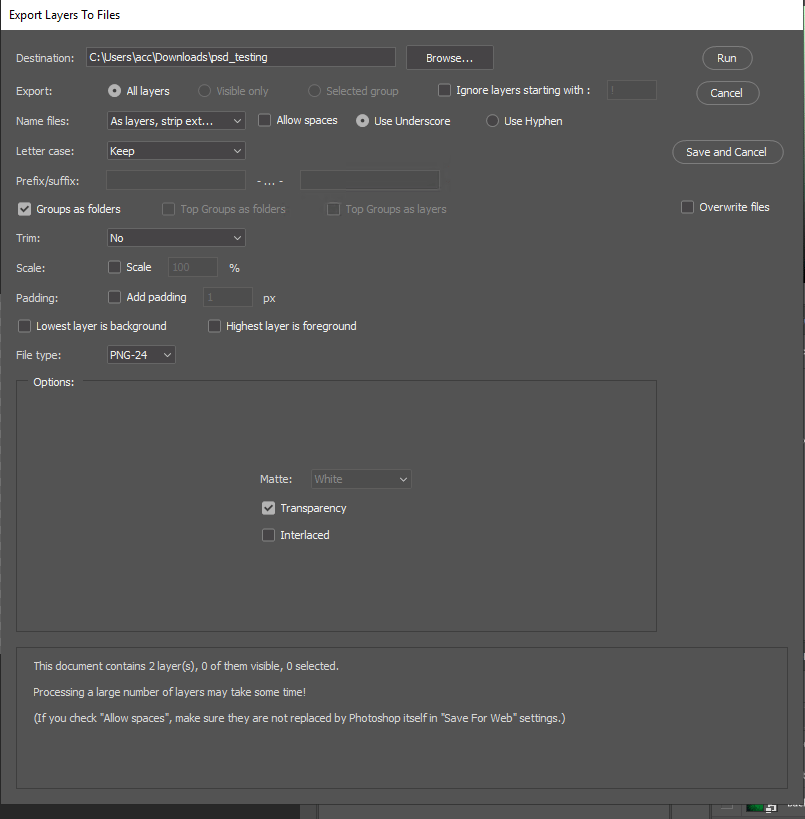 Export Layers To Files
Destination: C:\Users\acc\Downloads\psd_testing Browse... Run
Export: All layers Visible only Selected group Ignore layers starting with : ! Cancel
Name files: As layers, strip ext... Allow spaces Use Underscore Use Hyphen
Letter case: Keep Save and Cancel
Prefix/suffix: - ... -
Groups as folders Top Groups as folders Top Groups as layers Overwrite files
Trim: No
Scale: Scale 100 %
Padding: Add padding 1 px
Lowest layer is background Highest layer is foreground
File type: PNG-24
Options:
Matte: White
Transparency
Interlaced
This document contains 2 layer(s), 0 of them visible, 0 selected.
Processing a large number of layers may take some time!
(If you check "Allow spaces", make sure they are not replaced by Photoshop itself in "Save For Web" settings.)